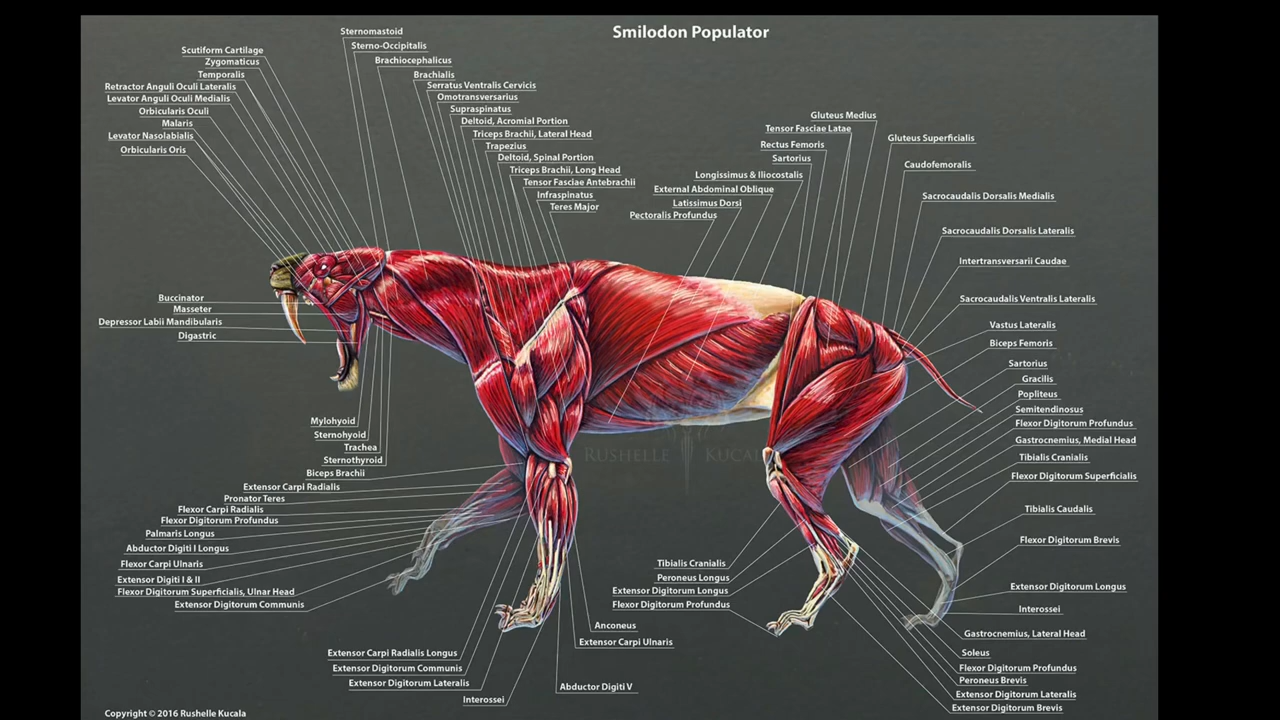 Smilodon Populator
Sternomastoid
Sterno-Occipitalis
Brachiocephalicus
Brachialis
Serratus Ventralis Cervicis
Omotransversarius
Supraspinatus
Deltoid, Acromial Portion
Triceps Brachii, Lateral Head
Trapezius
Deltoid, Spinal Portion
Triceps Brachii, Long Head
Tensor Fasciae Antebrachii
Infraspinatus
Teres Major
Scutiform Cartilage
Zygomaticus
Temporalis
Retractor Anguli Oculi Lateralis
Levator Anguli Oculi Medialis
Orbicularis Oculi
Malaris
Levator Nasolabialis
Orbicularis Oris
Gluteus Medius
Tensor Fasciae Latae
Rectus Femoris
Sartorius
Longissimus & Iliocostalis
External Abdominal Oblique
Latissimus Dorsi
Pectoralis Profundus
Gluteus Superficialis
Caudofemoralis
Sacrocaudalis Dorsalis Medialis
Sacrocaudalis Dorsalis Lateralis
Intertransversarii Caudae
Sacrocaudalis Ventralis Lateralis
Vastus Lateralis
Biceps Femoris
Sartorius
Gracilis
Popliteus
Semitendinosus
Flexor Digitorum Profundus
Gastrocnemius, Medial Head
Tibialis Cranialis
Flexor Digitorum Superficialis
Tibialis Caudalis
Flexor Digitorum Brevis
Extensor Digitorum Longus
Interossei
Gastrocnemius, Lateral Head
Soleus
Flexor Digitorum Profundus
Peroneus Brevis
Extensor Digitorum Lateralis
Extensor Digitorum Brevis
Buccinator
Masseter
Depressor Labii Mandibularis
Digastric
Mylohyoid
Sternohyoid
Trachea
Sternothyroid
Biceps Brachii
Extensor Carpi Radialis
Pronator Teres
Flexor Carpi Radialis
Flexor Digitorum Profundus
Palmaris Longus
Abductor Digiti I Longus
Flexor Carpi Ulnaris
Extensor Digiti I & II
Flexor Digitorum Superficialis, Ulnar Head
Extensor Digitorum Communis
RUSHELLE KUCALA
Tibialis Cranialis
Peroneus Longus
Extensor Digitorum Longus
Flexor Digitorum Profundus
Anconeus
Extensor Carpi Ulnaris
Extensor Carpi Radialis Longus
Extensor Digitorum Communis
Extensor Digitorum Lateralis
Interossei
Abductor Digiti V
Copyright © 2016 Rushelle Kucala